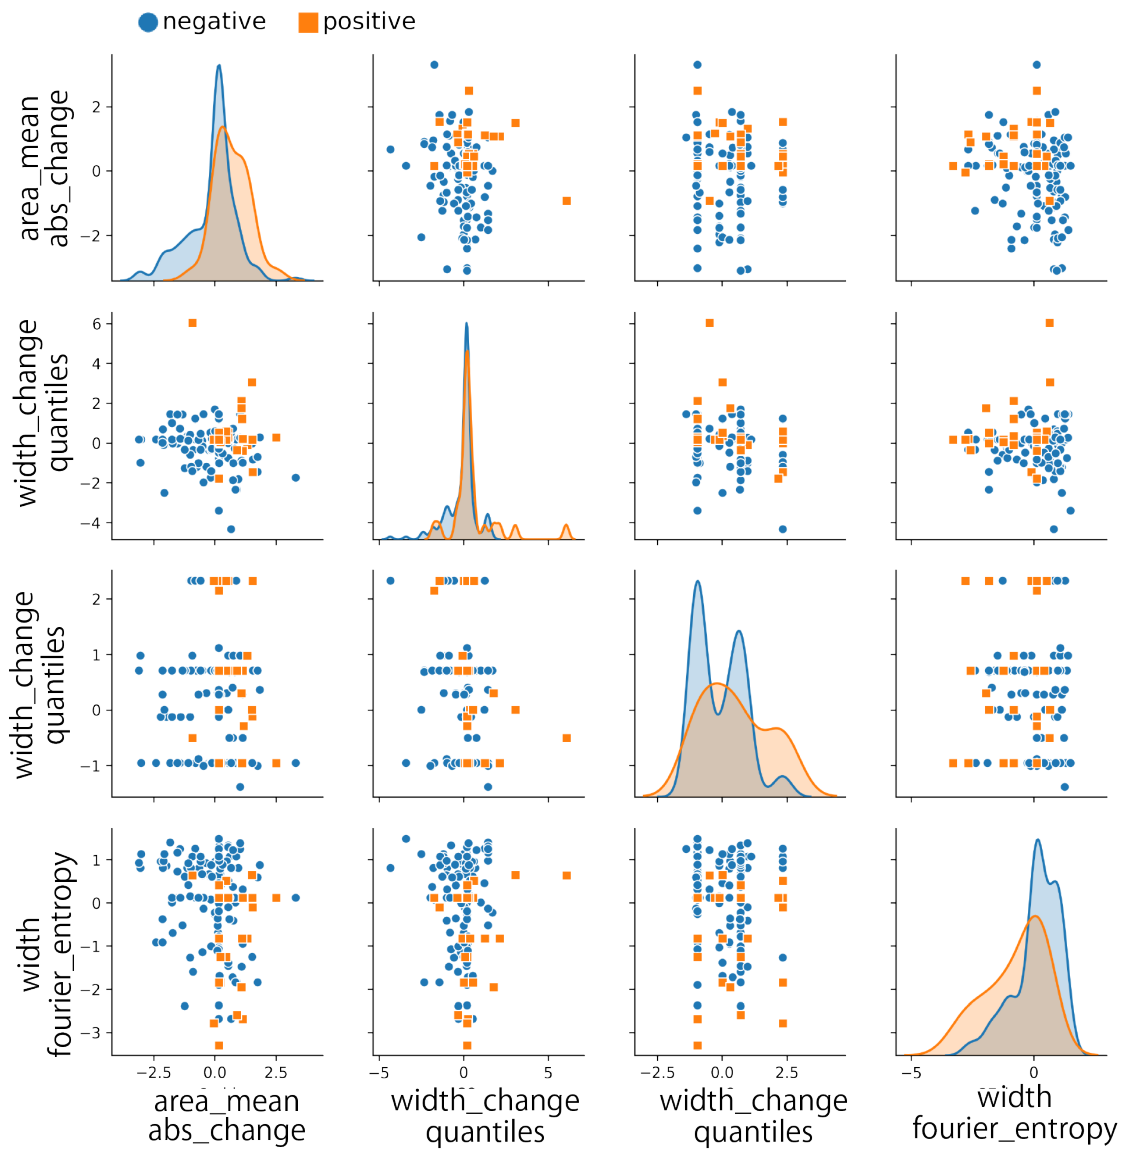 negative positive
area_mean
abs_change
2
0
−2
width_change
quantiles
6
4
2
0
−2
−4
width_change
quantiles
2
1
0
−1
width
fourier_entropy
1
0
−1
−2
−3
−2.5 0.0 2.5 −5 0 5 −2.5 0.0 2.5 −5 0
area_mean
abs_change
width_change
quantiles
width_change
quantiles
width
fourier_entropy